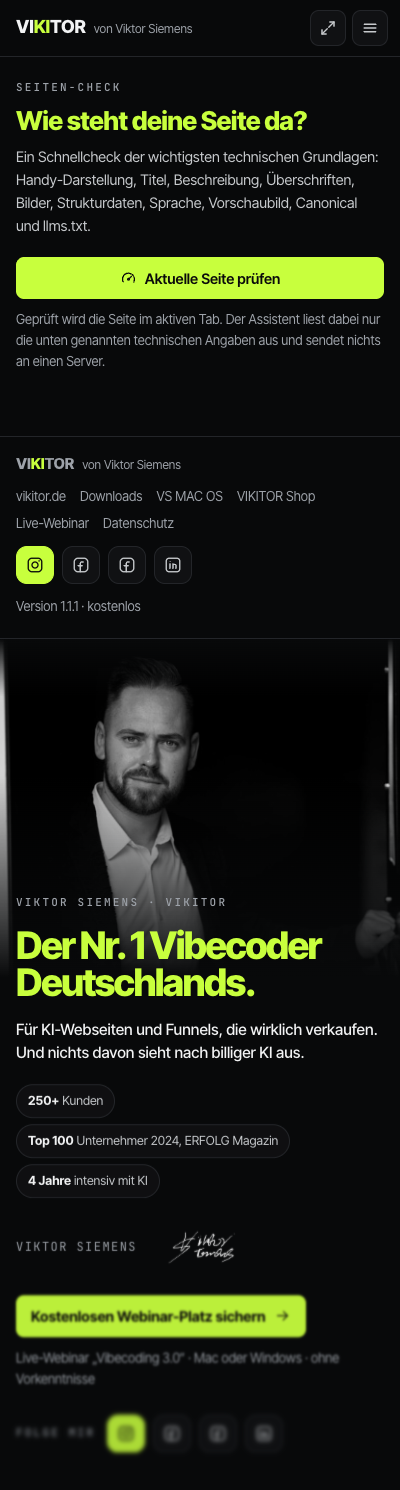 VIKITOR von Viktor Siemens
SEITEN-CHECK
Wie steht deine Seite da?
Ein Schnellcheck der wichtigsten technischen Grundlagen:
Handy-Darstellung, Titel, Beschreibung, Überschriften,
Bilder, Strukturdaten, Sprache, Vorschaubild, Canonical
und llms.txt.
Aktuelle Seite prüfen
Geprüft wird die Seite im aktiven Tab. Der Assistent liest dabei nur
die unten genannten technischen Angaben aus und sendet nichts
an einen Server.
VIKITOR von Viktor Siemens
vikitor.de Downloads VS MAC OS VIKITOR Shop
Live-Webinar Datenschutz
Version 1.1.1 · kostenlos
VIKTOR SIEMENS · VIKITOR
Der Nr. 1 Vibecoder
Deutschlands.
Für KI-Webseiten und Funnels, die wirklich verkaufen.
Und nichts davon sieht nach billiger KI aus.
250+ Kunden
Top 100 Unternehmer 2024, ERFOLG Magazin
4 Jahre intensiv mit KI
VIKTOR SIEMENS
Kostenlosen Webinar-Platz sichern →
Live-Webinar „Vibecoding 3.0" · Mac oder Windows · ohne
Vorkenntnisse
FOLGE MIR